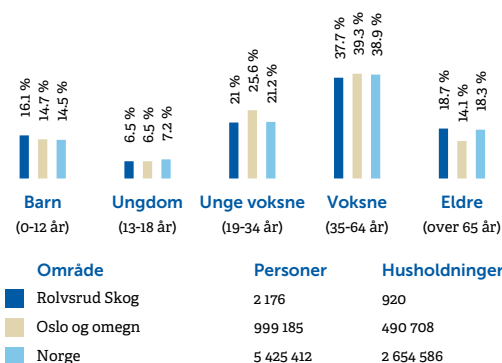 16.1 % 14.7 % 14.5 %
6.5 % 6.5 % 7.2 %
21 % 25.6 % 21.2 %
37.7 % 39.3 % 38.9 %
18.7 % 14.1 % 18.3 %
Barn Ungdom Unge voksne Voksne Eldre
(0-12 år) (13-18 år) (19-34 år) (35-64 år) (over 65 år)
Område Personer Husholdninger
Rolvsrud Skog 2 176 920
Oslo og omegn 999 185 490 708
Norge 5 425 412 2 654 586